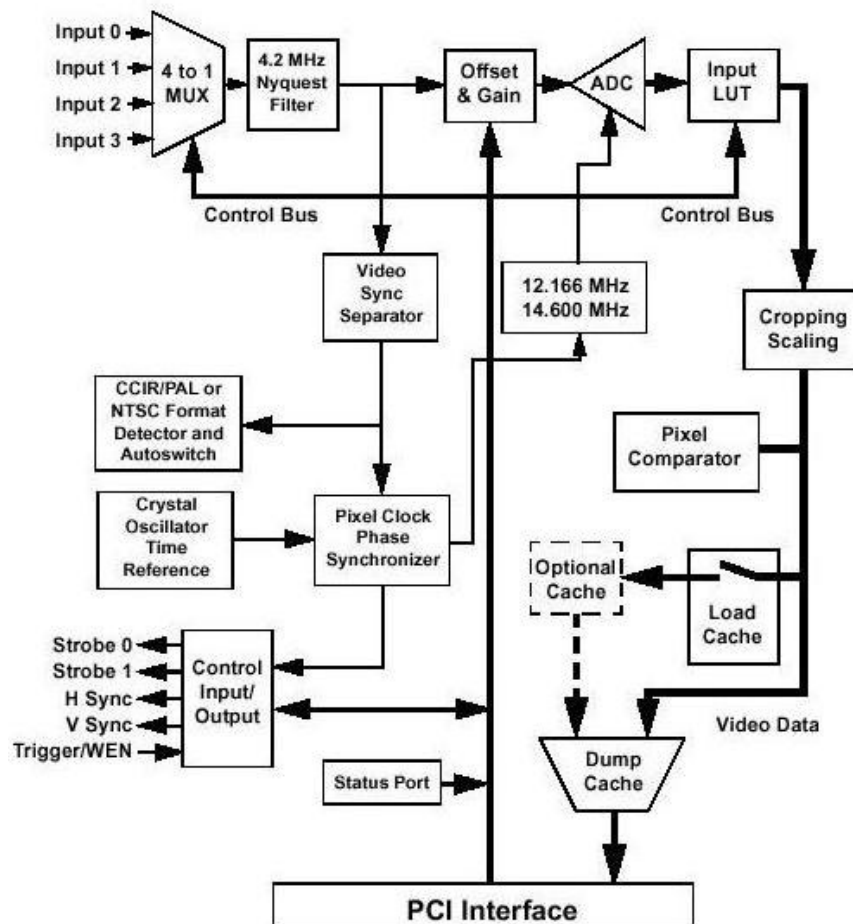 Input 0
Input 1
Input 2
Input 3
4 to 1
MUX
4.2 MHz
Nyquest
Filter
Offset
& Gain
ADC
Input
LUT
Control Bus
Control Bus
Video
Sync
Separator
12.166 MHz
14.600 MHz
Cropping
Scaling
CCIR/PAL or
NTSC Format
Detector and
Autoswitch
Pixel
Comparator
Crystal
Oscillator
Time
Reference
Pixel Clock
Phase
Synchronizer
Optional
Cache
Load
Cache
Strobe 0
Strobe 1
H Sync
V Sync
Trigger/WEN
Control
Input/
Output
Video Data
Status Port
Dump
Cache
PCI Interface